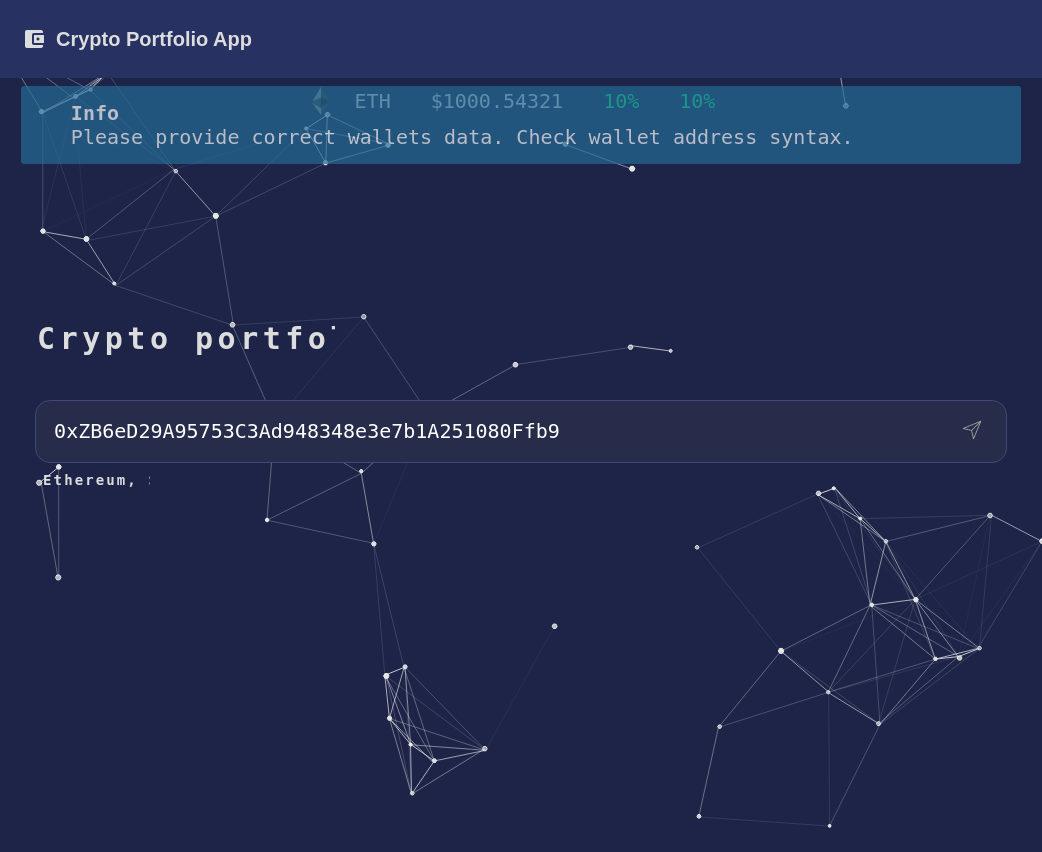 Crypto Portfolio App
ETH $1000.54321 10% 10%
Info
Please provide correct wallets data. Check wallet address syntax.
Crypto portfo
0xZB6eD29A95753C3Ad948348e3e7b1A251080Ffb9
Ethereum,